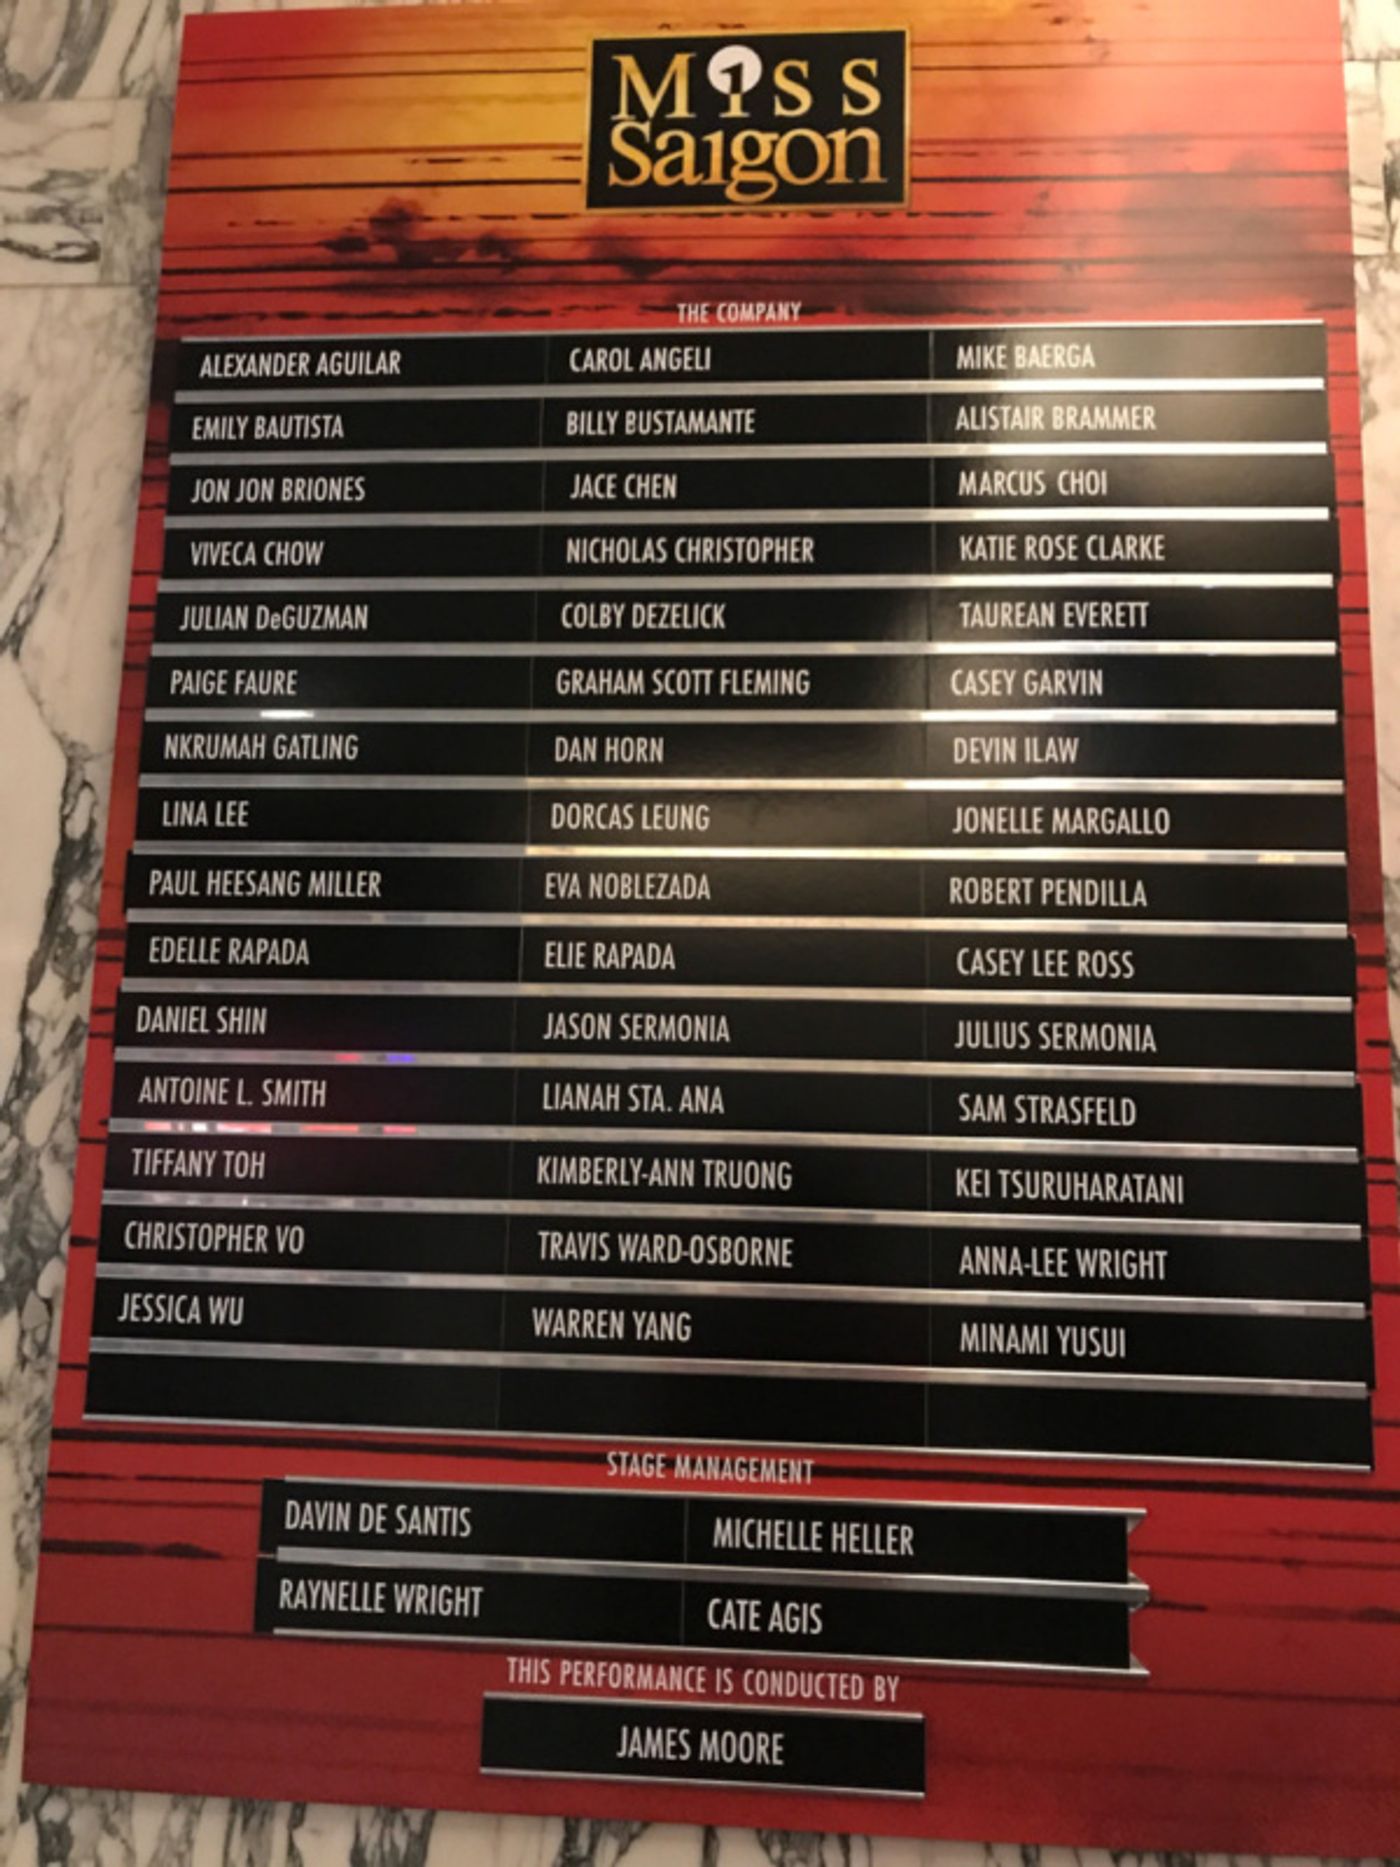 Miss
Saigon
THE COMPANY
ALEXANDER AGUILAR CAROL ANGELI MIKE BAERGA
EMILY BAUTISTA BILLY BUSTAMANTE ALISTAIR BRAMMER
JON JON BRIONES JACE CHEN MARCUS CHOI
VIVECA CHOW NICHOLAS CHRISTOPHER KATIE ROSE CLARKE
JULIAN DeGUZMAN COLBY DEZELICK TAUREAN EVERETT
PAIGE FAURE GRAHAM SCOTT FLEMING CASEY GARVIN
NKRUMAH GATLING DAN HORN DEVIN ILAW
LINA LEE DORCAS LEUNG JONELLE MARGALLO
PAUL HEESANG MILLER EVA NOBLEZADA ROBERT PENDILLA
EDELLE RAPADA ELIE RAPADA CASEY LEE ROSS
DANIEL SHIN JASON SERMONIA JULIUS SERMONIA
ANTOINE L. SMITH LIANAH STA. ANA SAM STRASFELD
TIFFANY TOH KIMBERLY-ANN TRUONG KEI TSURUHARATANI
CHRISTOPHER VO TRAVIS WARD-OSBORNE ANNA-LEE WRIGHT
JESSICA WU WARREN YANG MINAMI YUSUI
STAGE MANAGEMENT
DAVIN DE SANTIS MICHELLE HELLER
RAYNELLE WRIGHT CATE AGIS
THIS PERFORMANCE IS CONDUCTED BY
JAMES MOORE